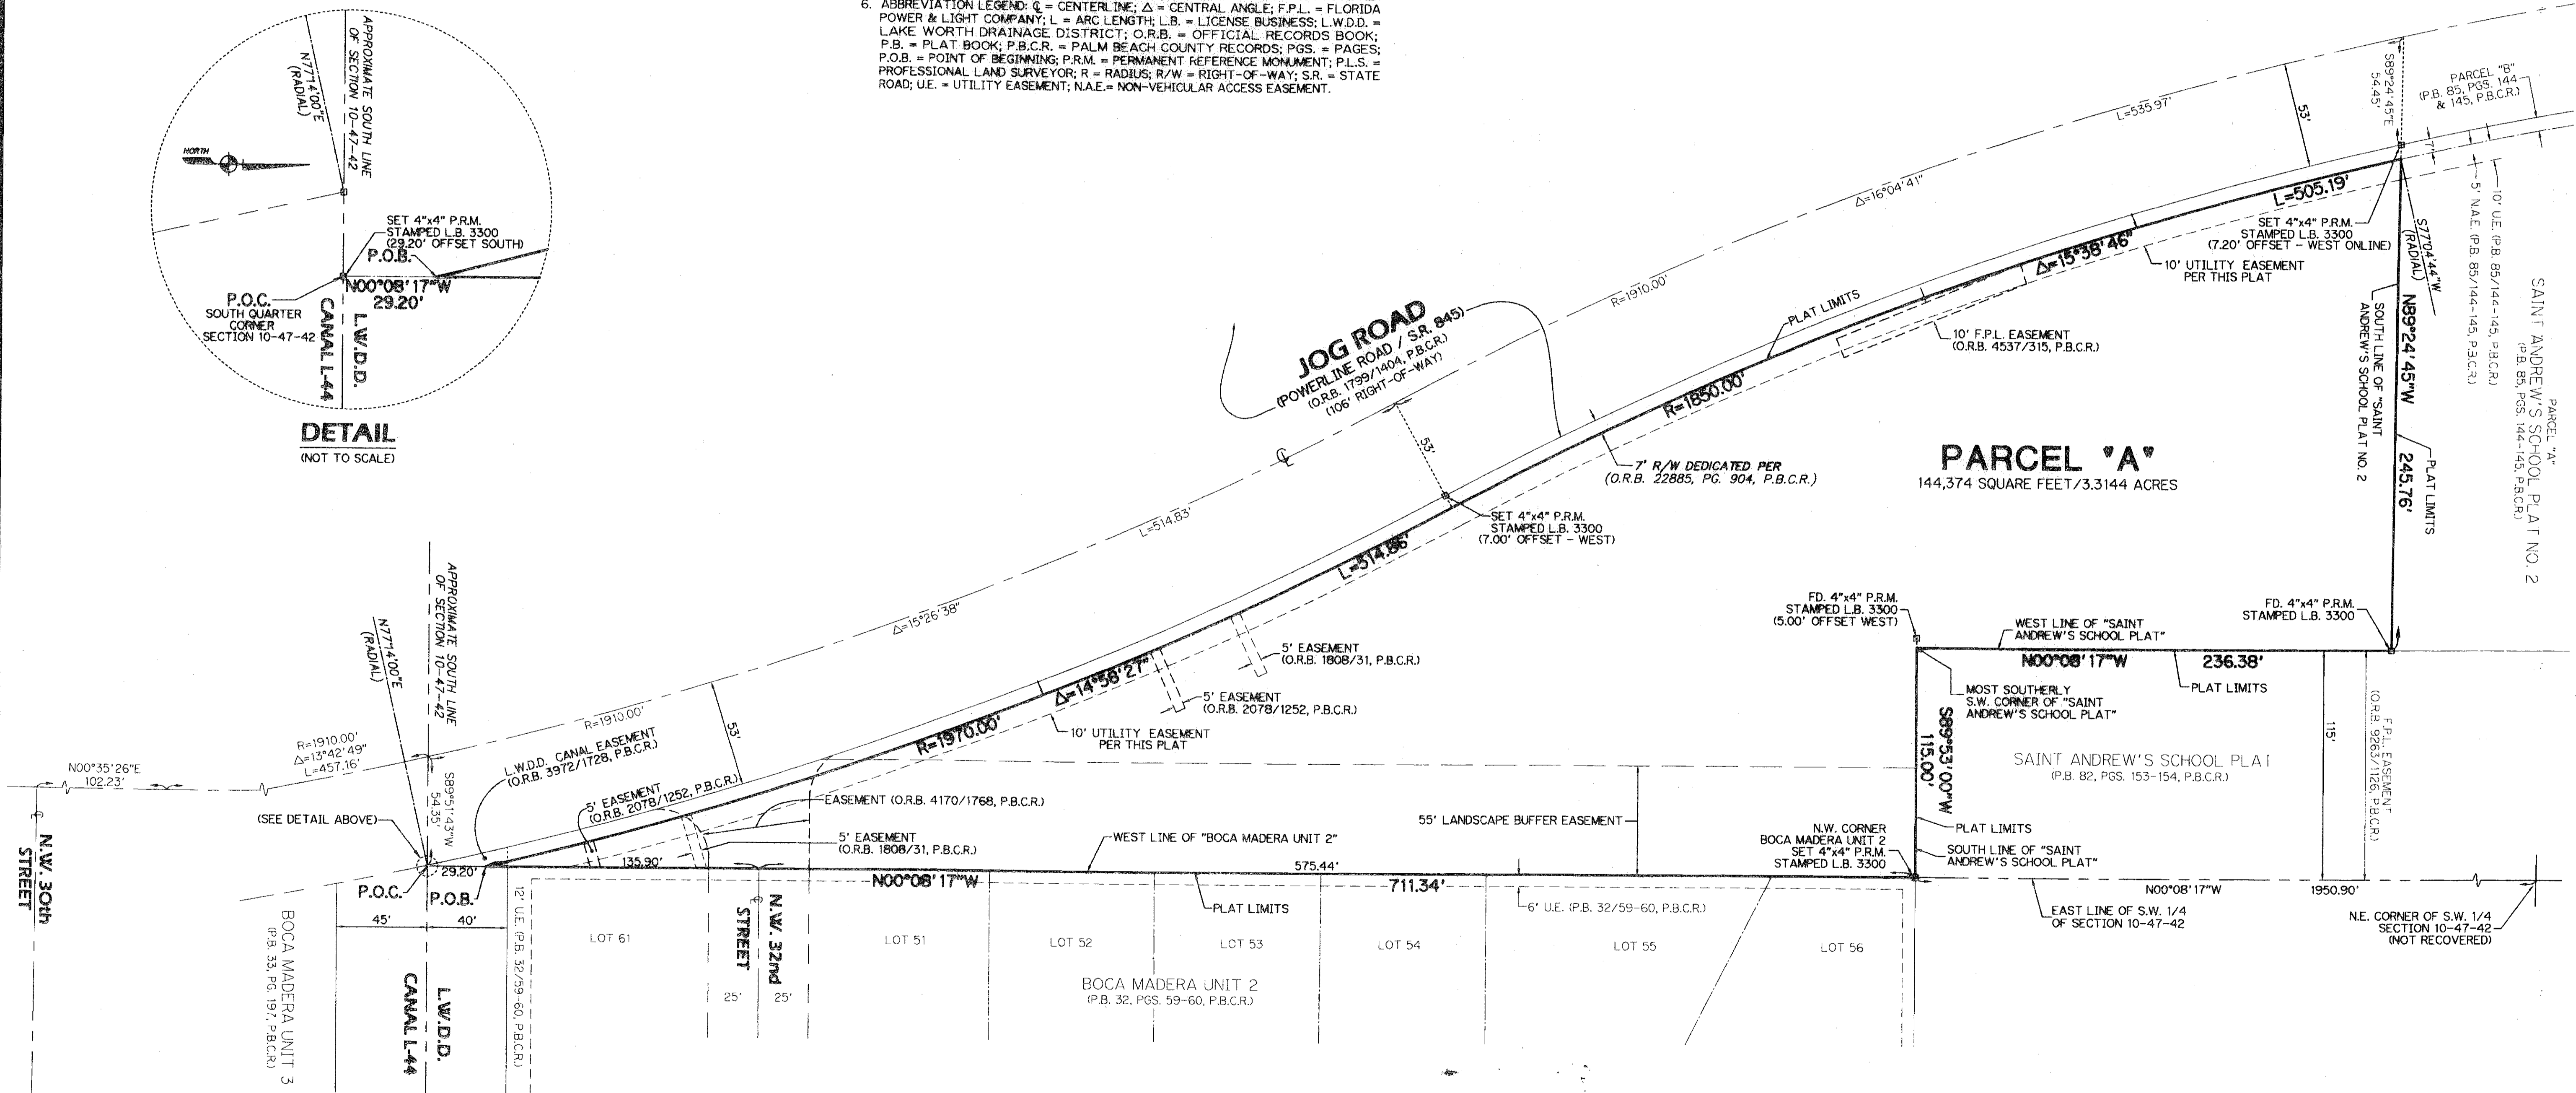 6. ABBREVIATION LEGEND: ℄ = CENTERLINE; Δ = CENTRAL ANGLE; F.P.L. = FLORIDA
POWER & LIGHT COMPANY; L = ARC LENGTH; L.B. = LICENSE BUSINESS; L.W.D.D. =
LAKE WORTH DRAINAGE DISTRICT; O.R.B. = OFFICIAL RECORDS BOOK;
P.B. = PLAT BOOK; P.B.C.R. = PALM BEACH COUNTY RECORDS; PGS. = PAGES;
P.O.B. = POINT OF BEGINNING; P.R.M. = PERMANENT REFERENCE MONUMENT; P.L.S. =
PROFESSIONAL LAND SURVEYOR; R = RADIUS; R/W = RIGHT-OF-WAY; S.R. = STATE
ROAD; U.E. = UTILITY EASEMENT; N.A.E.= NON-VEHICULAR ACCESS EASEMENT.
APPROXIMATE SOUTH LINE
OF SECTION 10-47-42
N77°14'00"E
(RADIAL)
NORTH
SET 4"x4" P.R.M.
STAMPED L.B. 3300
(29.20' OFFSET SOUTH)
P.O.B.
N00°08'17"W
29.20'
P.O.C.
SOUTH QUARTER
CORNER
SECTION 10-47-42
L.W.D.D.
CANAL L-44
DETAIL
(NOT TO SCALE)
S89°24'45"E
54.45'
PARCEL "B"
(P.B. 85, PGS. 144
& 145, P.B.C.R.)
L=535.97'
53'
7'
Δ=16°04'41"
L=505.19'
SET 4"x4" P.R.M.
STAMPED L.B. 3300
(7.20' OFFSET - WEST ONLINE)
S77°04'44"W
(RADIAL)
10' U.E. (P.B. 85/144-145, P.B.C.R.)
5' N.A.E. (P.B. 85/144-145, P.B.C.R.)
Δ=15°38'46"
10' UTILITY EASEMENT
PER THIS PLAT
R=1910.00'
PLAT LIMITS
10' F.P.L. EASEMENT
(O.R.B. 4537/315, P.B.C.R.)
SOUTH LINE OF "SAINT
ANDREW'S SCHOOL PLAT NO. 2
N89°24'45"W
245.76'
PLAT LIMITS
PARCEL "A"
SAINT ANDREW'S SCHOOL PLAT NO. 2
(P.B. 85, PGS. 144-145, P.B.C.R.)
JOG ROAD
(POWERLINE ROAD / S.R. 845)
(O.R.B. 1799/1404, P.B.C.R.)
(106' RIGHT-OF-WAY)
R=1850.00'
53'
℄
7' R/W DEDICATED PER
(O.R.B. 22885, PG. 904, P.B.C.R.)
PARCEL "A"
144,374 SQUARE FEET/3.3144 ACRES
SET 4"x4" P.R.M.
STAMPED L.B. 3300
(7.00' OFFSET - WEST)
L=514.83'
L=514.86'
APPROXIMATE SOUTH LINE
OF SECTION 10-47-42
N77°14'00"E
(RADIAL)
Δ=15°26'38"
FD. 4"x4" P.R.M.
STAMPED L.B. 3300
(5.00' OFFSET WEST)
FD. 4"x4" P.R.M.
STAMPED L.B. 3300
WEST LINE OF "SAINT
ANDREW'S SCHOOL PLAT"
N00°08'17"W
236.38'
PLAT LIMITS
5' EASEMENT
(O.R.B. 1808/31, P.B.C.R.)
Δ=14°58'27"
5' EASEMENT
(O.R.B. 2078/1252, P.B.C.R.)
MOST SOUTHERLY
S.W. CORNER OF "SAINT
ANDREW'S SCHOOL PLAT"
R=1910.00'
53'
R=1970.00'
10' UTILITY EASEMENT
PER THIS PLAT
S89°53'00"W
115.00'
SAINT ANDREW'S SCHOOL PLAT
(P.B. 82, PGS. 153-154, P.B.C.R.)
115'
F.P.L. EASEMENT
(O.R.B. 9263/1126, P.B.C.R.)
R=1910.00'
Δ=13°42'49"
L=457.16'
N00°35'26"E
102.23'
S89°51'43"W
54.35'
L.W.D.D. CANAL EASEMENT
(O.R.B. 3972/1728, P.B.C.R.)
5' EASEMENT
(O.R.B. 2078/1252, P.B.C.R.)
EASEMENT (O.R.B. 4170/1768, P.B.C.R.)
(SEE DETAIL ABOVE)
5' EASEMENT
(O.R.B. 1808/31, P.B.C.R.)
WEST LINE OF "BOCA MADERA UNIT 2"
55' LANDSCAPE BUFFER EASEMENT
N.W. CORNER
BOCA MADERA UNIT 2
SET 4"x4" P.R.M.
STAMPED L.B. 3300
PLAT LIMITS
SOUTH LINE OF "SAINT
ANDREW'S SCHOOL PLAT"
℄
N.W. 30th
STREET
29.20'
135.90'
575.44'
N00°08'17"W
711.34'
N00°08'17"W
1950.90'
P.O.C.
P.O.B.
45'
40'
12' U.E. (P.B. 32/59-60, P.B.C.R.)
℄
N.W. 32nd
STREET
PLAT LIMITS
6' U.E. (P.B. 32/59-60, P.B.C.R.)
EAST LINE OF S.W. 1/4
OF SECTION 10-47-42
N.E. CORNER OF S.W. 1/4
SECTION 10-47-42
(NOT RECOVERED)
BOCA MADERA UNIT 3
(P.B. 33, PG. 197, P.B.C.R.)
LOT 61
LOT 51
LOT 52
LOT 53
LOT 54
LOT 55
LOT 56
L.W.D.D.
CANAL L-44
25'
25'
BOCA MADERA UNIT 2
(P.B. 32, PGS. 59-60, P.B.C.R.)